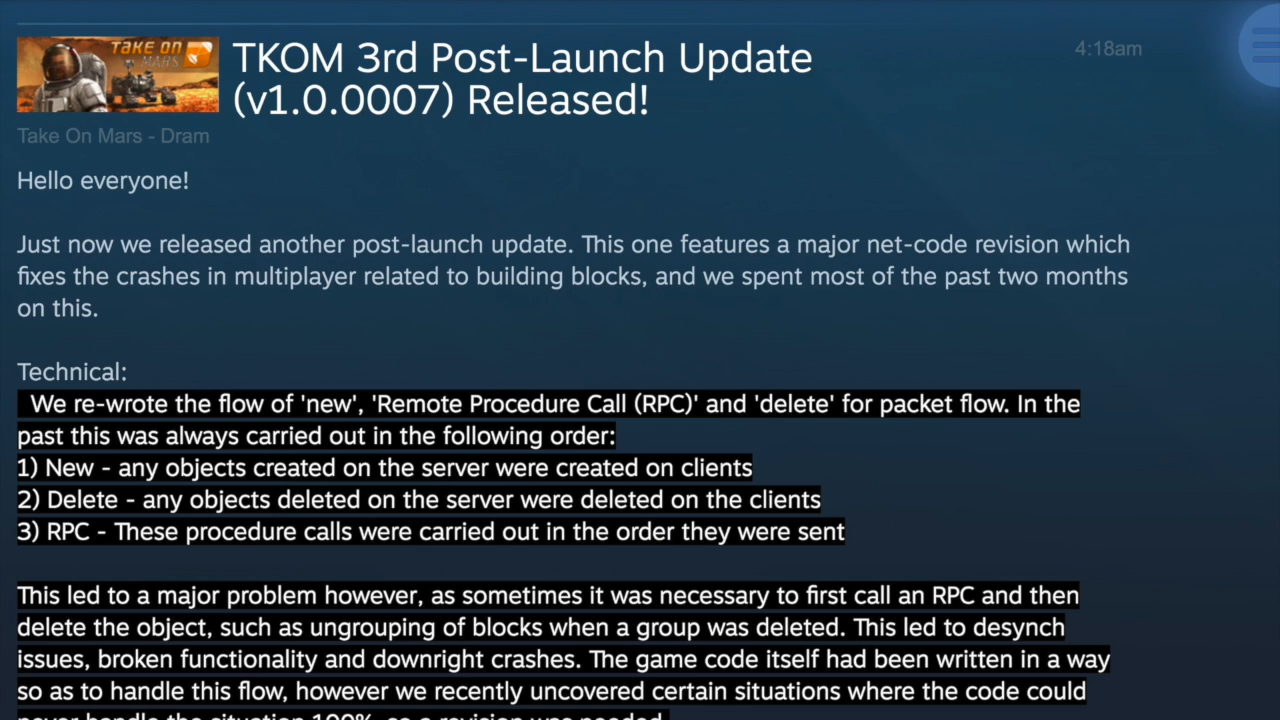 TAKE ON
MARS
TKOM 3rd Post-Launch Update
(v1.0.0007) Released!
4:18am
Take On Mars - Dram
Hello everyone!
Just now we released another post-launch update. This one features a major net-code revision which
fixes the crashes in multiplayer related to building blocks, and we spent most of the past two months
on this.
Technical:
We re-wrote the flow of 'new', 'Remote Procedure Call (RPC)' and 'delete' for packet flow. In the
past this was always carried out in the following order:
1) New - any objects created on the server were created on clients
2) Delete - any objects deleted on the server were deleted on the clients
3) RPC - These procedure calls were carried out in the order they were sent
This led to a major problem however, as sometimes it was necessary to first call an RPC and then
delete the object, such as ungrouping of blocks when a group was deleted. This led to desynch
issues, broken functionality and downright crashes. The game code itself had been written in a way
so as to handle this flow, however we recently uncovered certain situations where the code could
never handle the situation 100%, so a revision was needed.